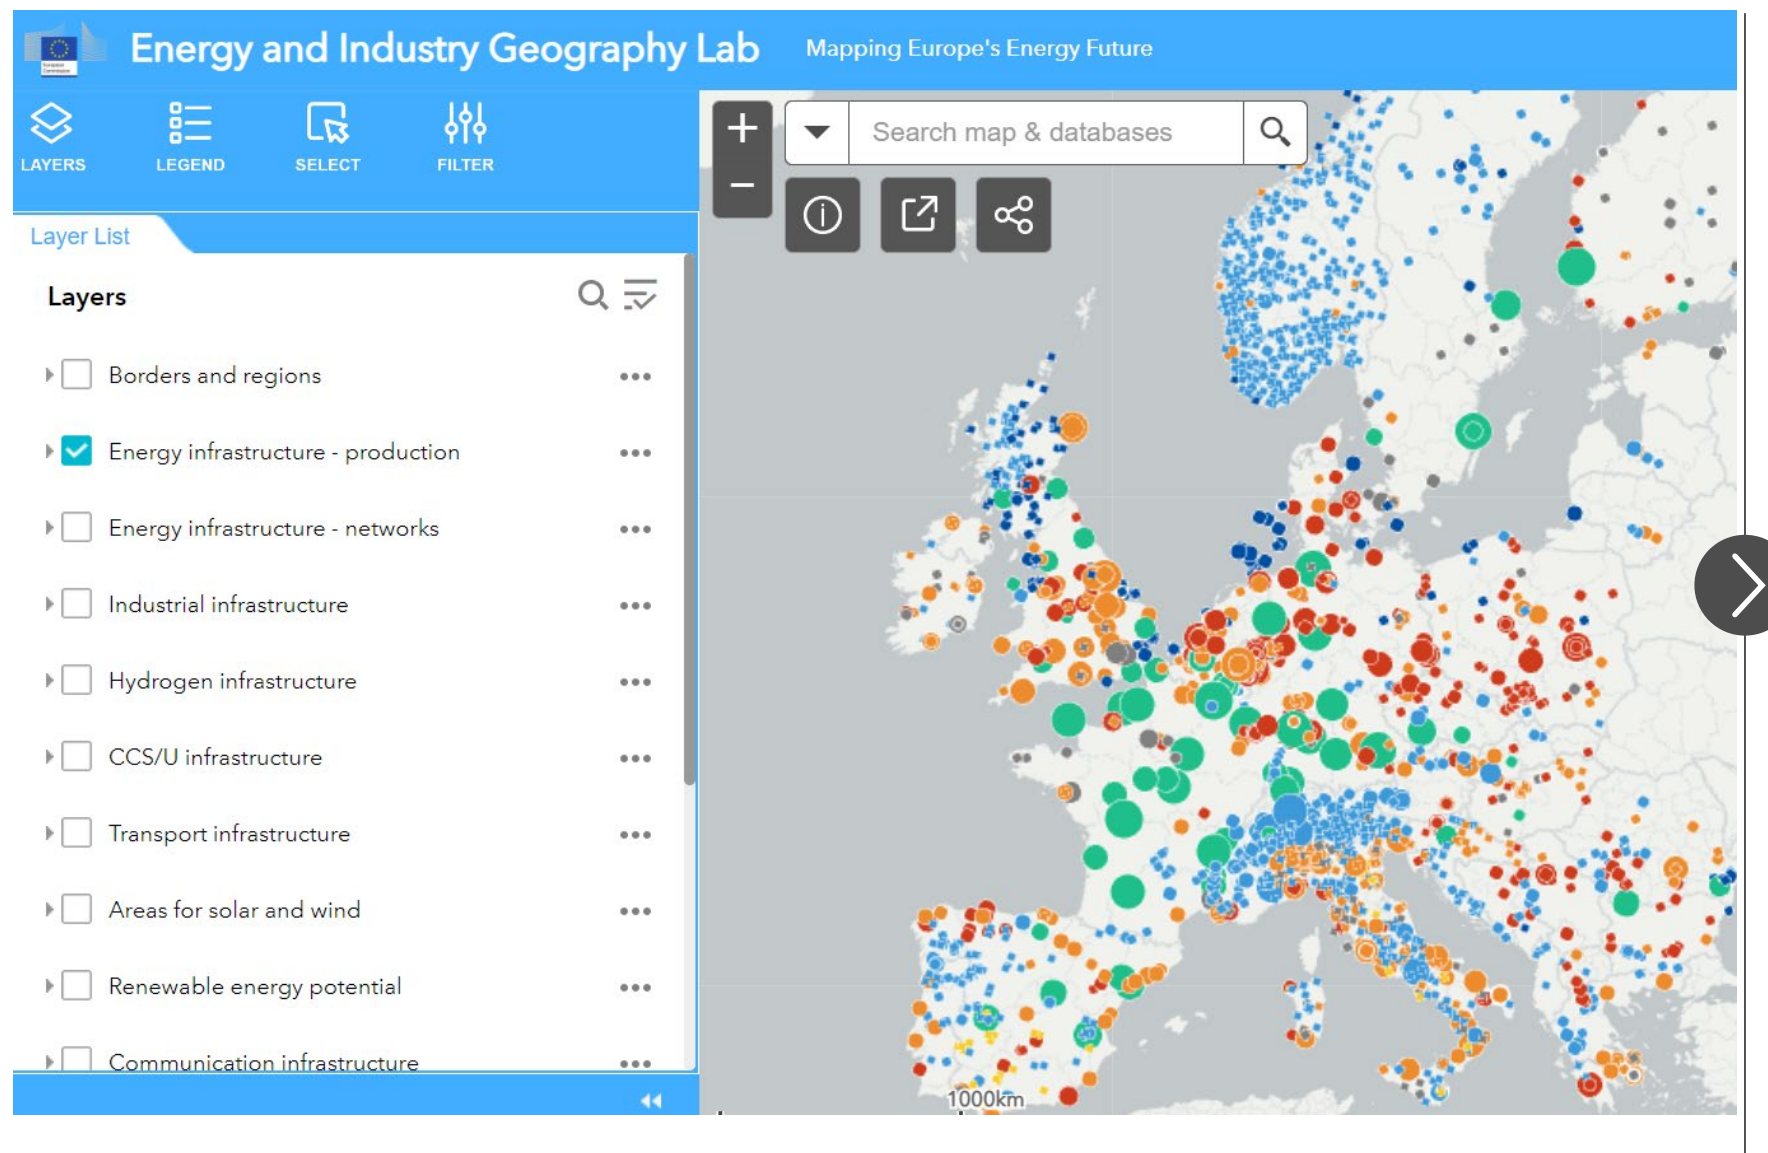 Energy and Industry Geography Lab
Mapping Europe's Energy Future
LAYERS
LEGEND
SELECT
FILTER
Search map & databases
Layer List
Layers
Borders and regions
Energy infrastructure - production
Energy infrastructure - networks
Industrial infrastructure
Hydrogen infrastructure
CCS/U infrastructure
Transport infrastructure
Areas for solar and wind
Renewable energy potential
Communication infrastructure
1000km